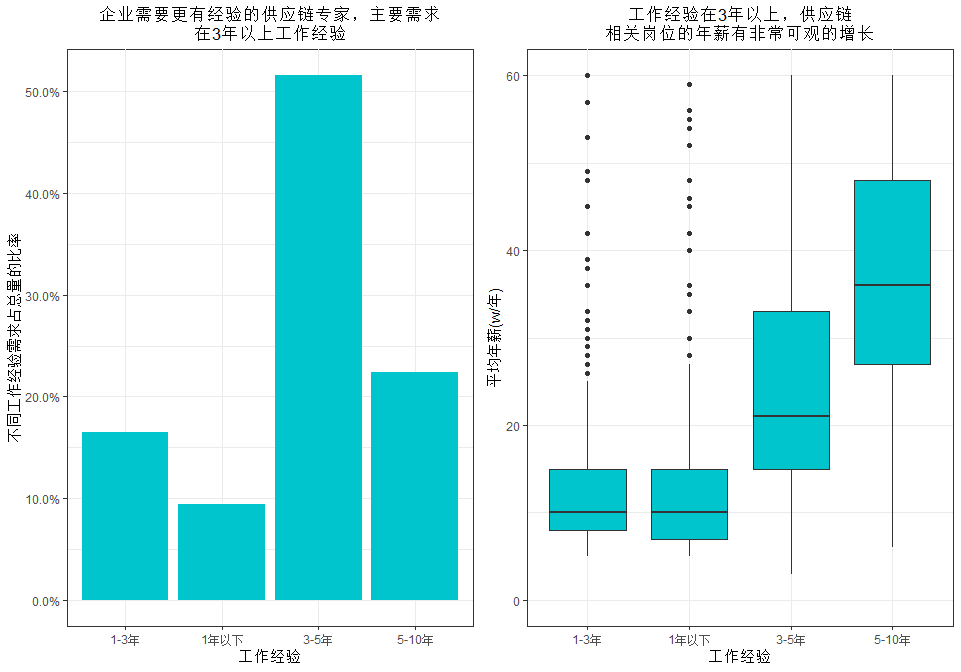 企业需要更有经验的供应链专家，主要需求
在3年以上工作经验
不同工作经验需求占总量的比率
50.0%
40.0%
30.0%
20.0%
10.0%
0.0%
1-3年
1年以下
3-5年
5-10年
工作经验
工作经验在3年以上，供应链
相关岗位的年薪有非常可观的增长
平均年薪(w/年)
60
40
20
0
1-3年
1年以下
3-5年
5-10年
工作经验